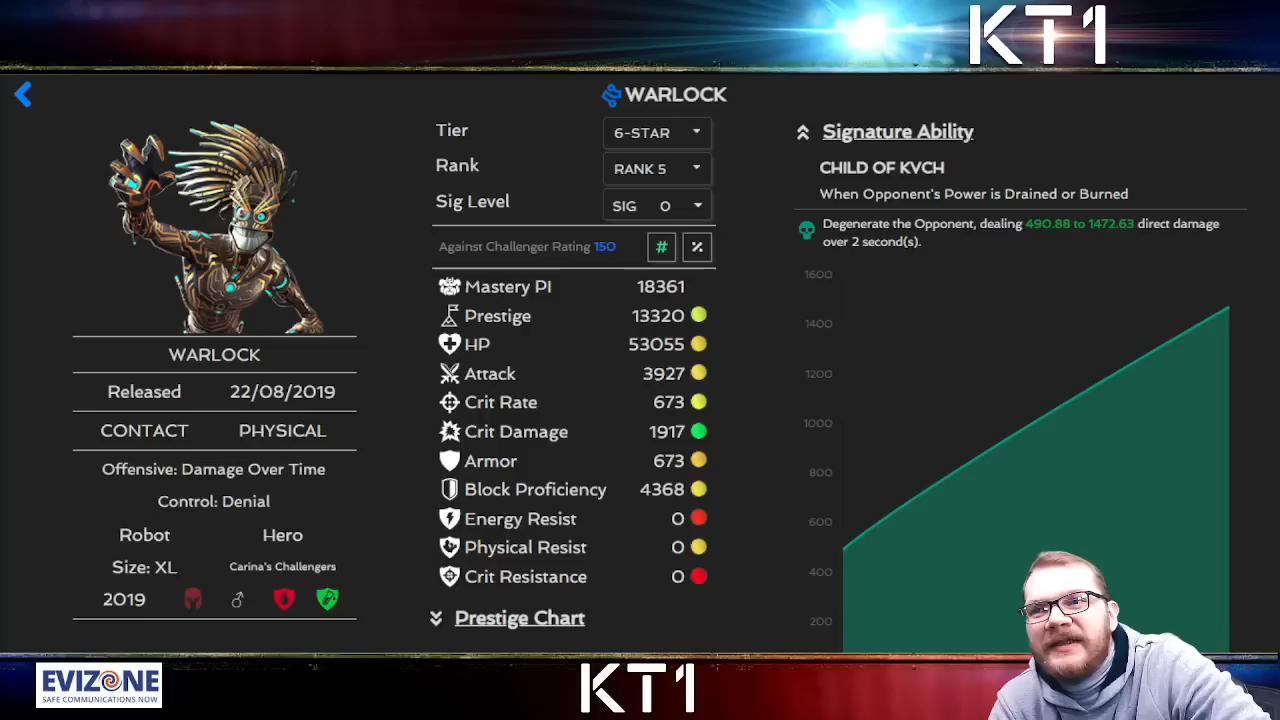 KT1
WARLOCK
Tier
6-STAR
Rank
RANK 5
Sig Level
SIG 0
Against Challenger Rating 150
#
%
Mastery PI 18361
Prestige 13320
HP 53055
Attack 3927
Crit Rate 673
Crit Damage 1917
Armor 673
Block Proficiency 4368
Energy Resist 0
Physical Resist 0
Crit Resistance 0
Prestige Chart
WARLOCK
Released 22/08/2019
CONTACT PHYSICAL
Offensive: Damage Over Time
Control: Denial
Robot Hero
Size: XL Carina's Challengers
2019
Signature Ability
CHILD OF KVCH
When Opponent's Power is Drained or Burned
Degenerate the Opponent, dealing 490.88 to 1472.63 direct damage
over 2 second(s).
1600
1400
1200
1000
800
600
400
200
EVIZONE
SAFE COMMUNICATIONS NOW
KT1